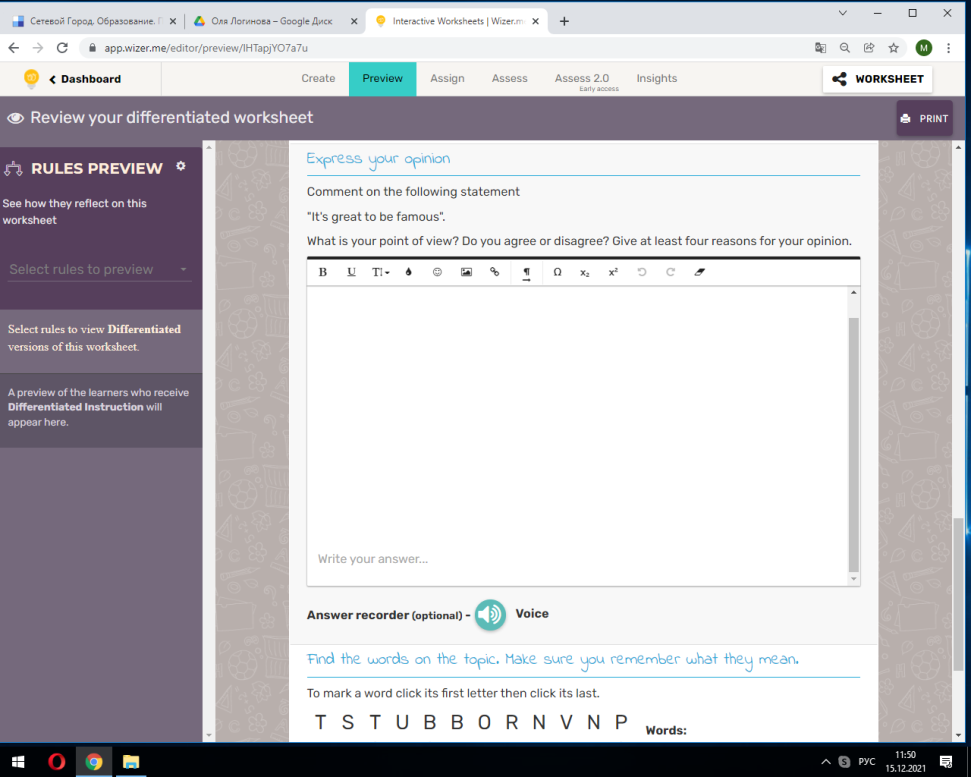 Сетевой Город. Образование. П
Оля Логинова – Google Диск
Interactive Worksheets | Wizer.m
app.wizer.me/editor/preview/IHTapjYO7a7u
M
Dashboard
Create
Preview
Assign
Assess
Assess 2.0
Early access
Insights
WORKSHEET
Review your differentiated worksheet
PRINT
RULES PREVIEW
See how they reflect on this
worksheet
Select rules to preview
Select rules to view Differentiated
versions of this worksheet.
A preview of the learners who receive
Differentiated Instruction will
appear here.
Express your opinion
Comment on the following statement
"It's great to be famous".
What is your point of view? Do you agree or disagree? Give at least four reasons for your opinion.
B U TI Ω x₂ x²
Write your answer...
Answer recorder (optional) - Voice
Find the words on the topic. Make sure you remember what they mean.
To mark a word click its first letter then click its last.
T S T U B B O R N V N P
Words:
РУС
11:50
15.12.2021